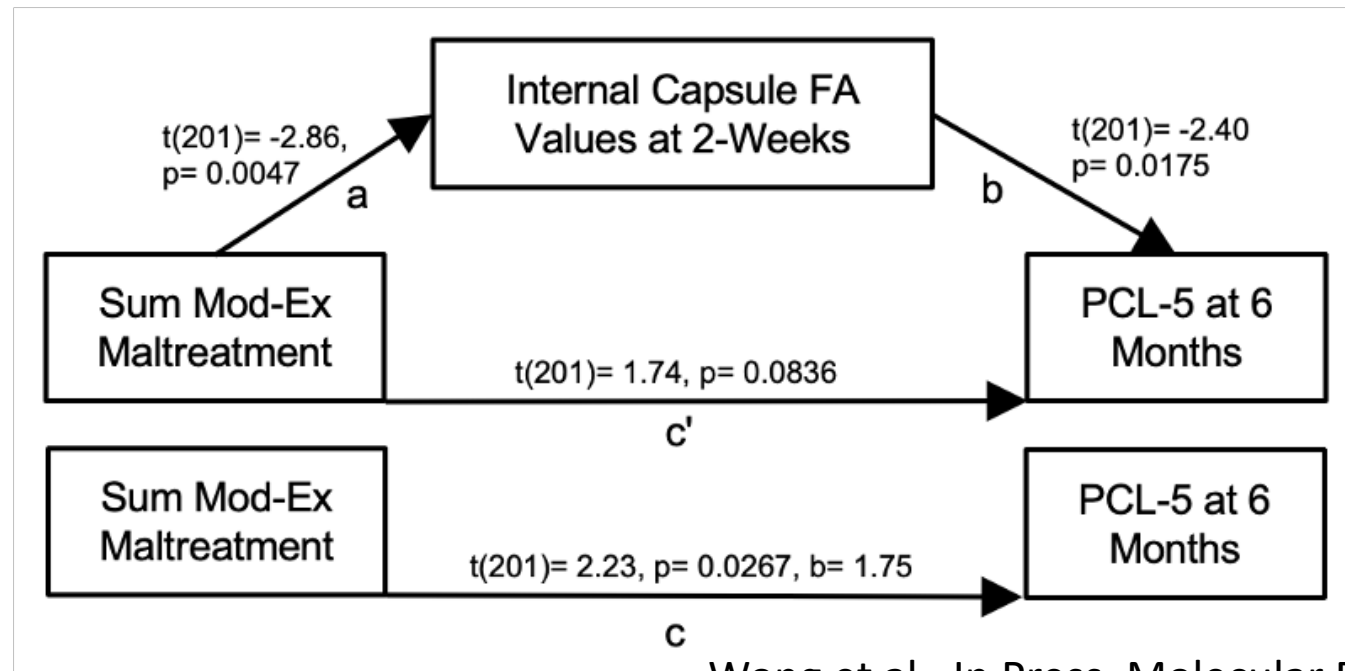 Internal Capsule FA
Values at 2-Weeks
t(201)= -2.86,
p= 0.0047
a
t(201)= -2.40
p= 0.0175
b
Sum Mod-Ex
Maltreatment
PCL-5 at 6
Months
t(201)= 1.74, p= 0.0836
c'
Sum Mod-Ex
Maltreatment
PCL-5 at 6
Months
t(201)= 2.23, p= 0.0267, b= 1.75
c
et al. In Press, Molecular